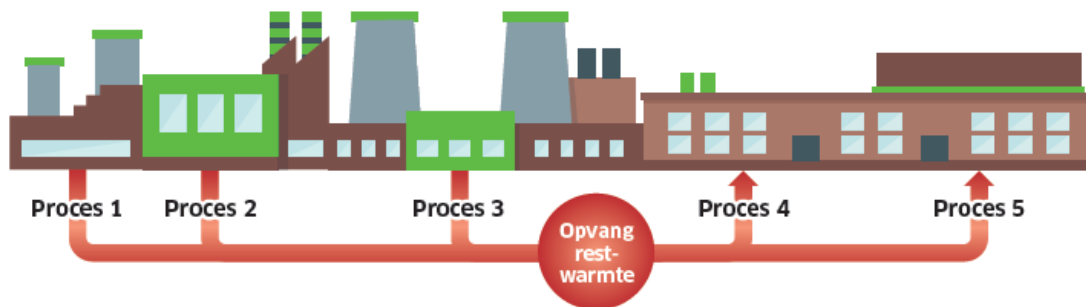 Proces 1
Proces 2
Proces 3
Proces 4
Proces 5
Opvang
rest-
warmte